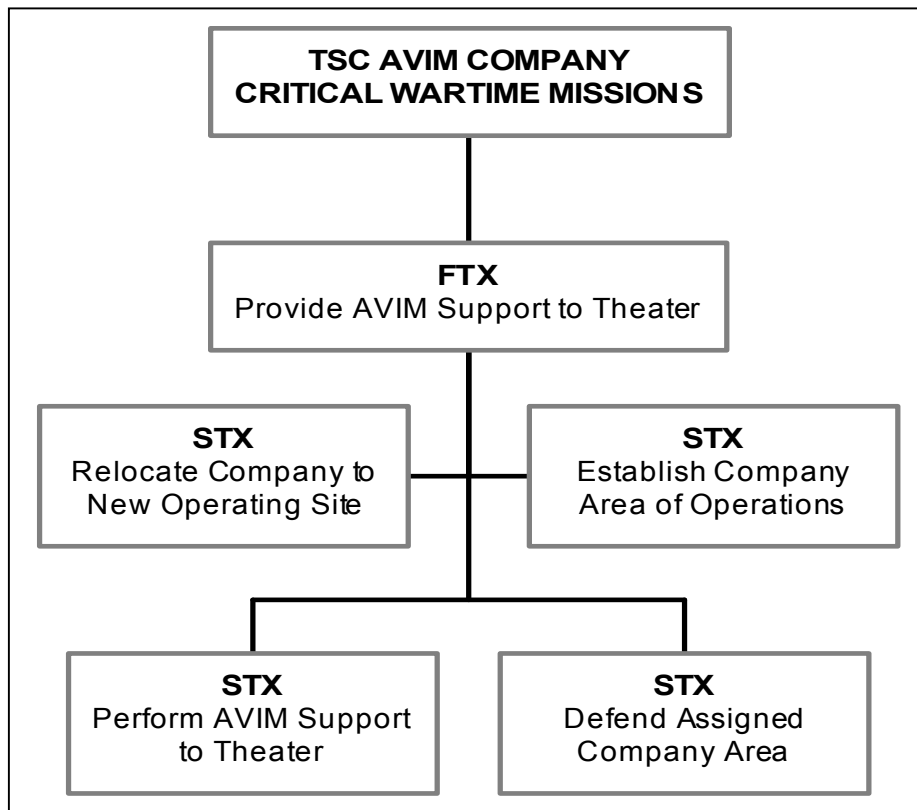 TSC AVIM COMPANY
CRITICAL WARTIME MISSIONS
FTX
Provide AVIM Support to Theater
STX
Relocate Company to
New Operating Site
STX
Establish Company
Area of Operations
STX
Perform AVIM Support
to Theater
STX
Defend Assigned
Company Area